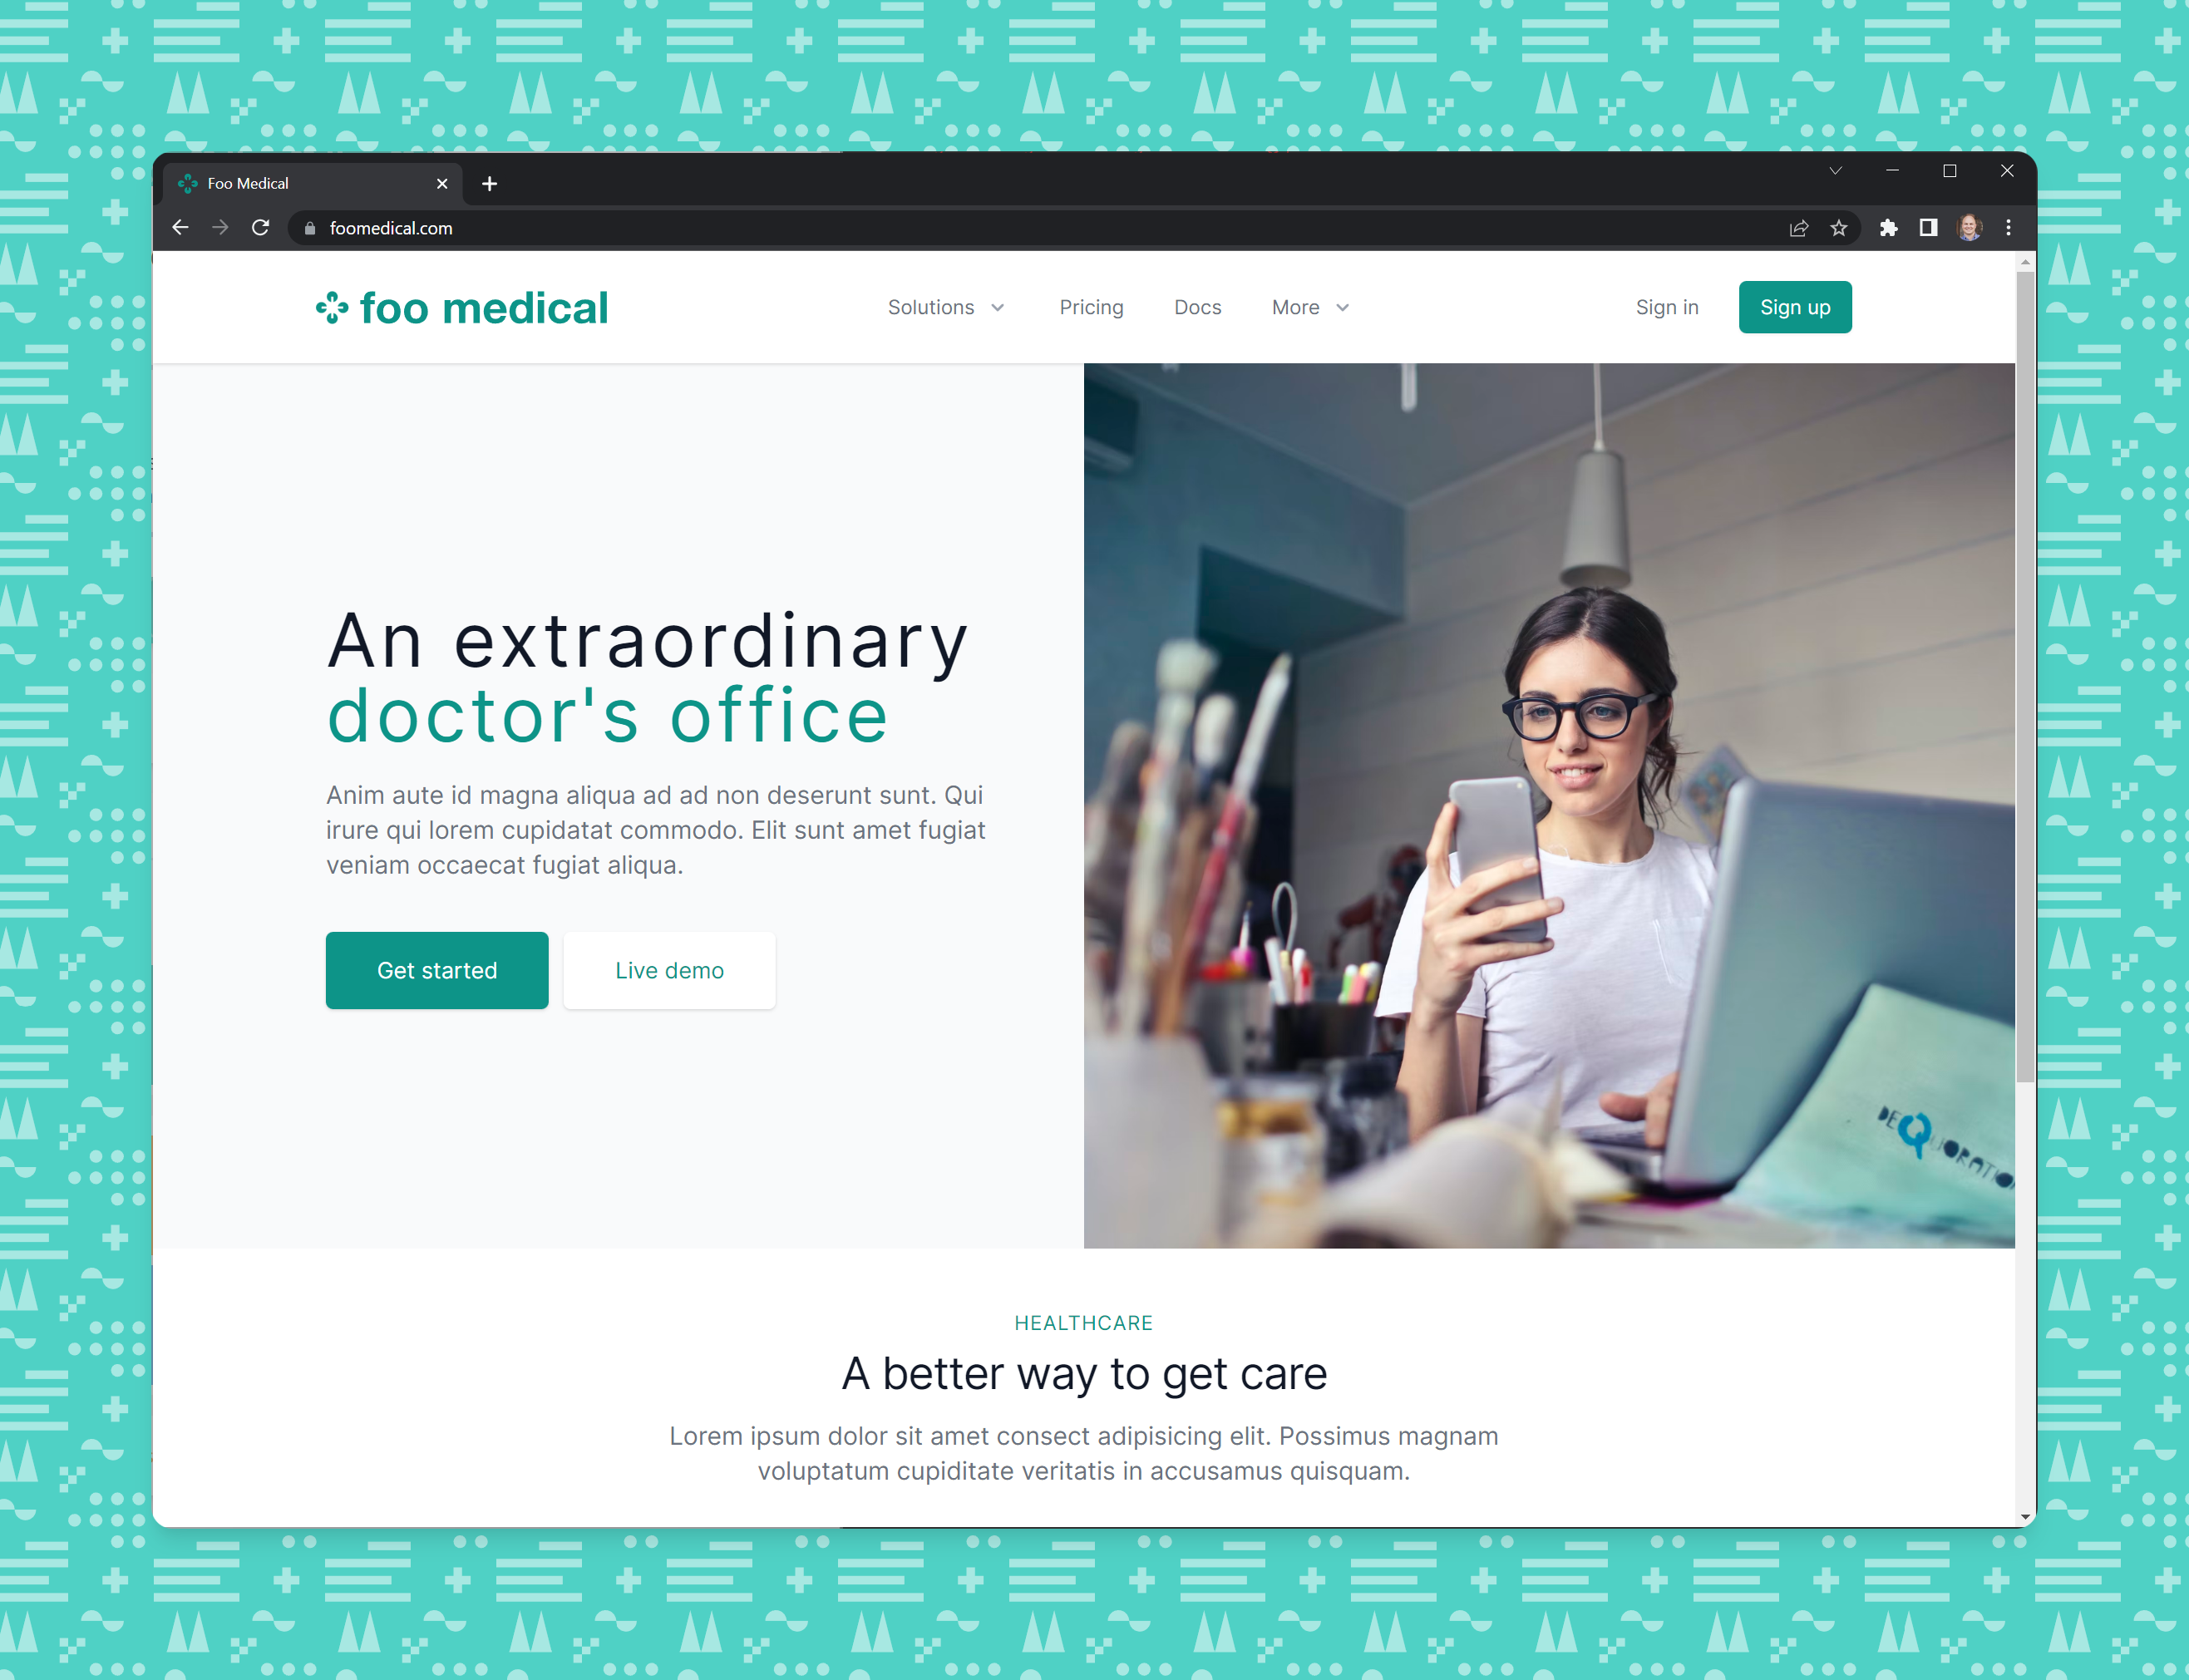 Foo Medical
foomedical.com
foo medical
Solutions
Pricing
Docs
More
Sign in
Sign up
An extraordinary
doctor's office
Anim aute id magna aliqua ad ad non deserunt sunt. Qui
irure qui lorem cupidatat commodo. Elit sunt amet fugiat
veniam occaecat fugiat aliqua.
Get started
Live demo
HEALTHCARE
A better way to get care
Lorem ipsum dolor sit amet consect adipisicing elit. Possimus magnam
voluptatum cupiditate veritatis in accusamus quisquam.